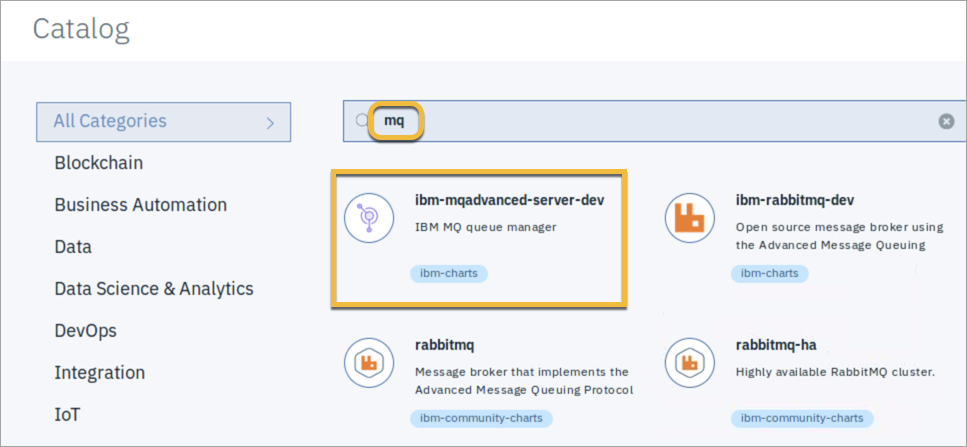 Catalog
All Categories
Blockchain
Business Automation
Data
Data Science & Analytics
DevOps
Integration
IoT
mq
ibm-mqadvanced-server-dev
IBM MQ queue manager
ibm-charts
ibm-rabbitmq-dev
Open source message broker using
the Advanced Message Queuing
ibm-charts
rabbitmq
Message broker that implements the
Advanced Message Queuing Protocol
ibm-community-charts
rabbitmq-ha
Highly available RabbitMQ cluster.
ibm-community-charts